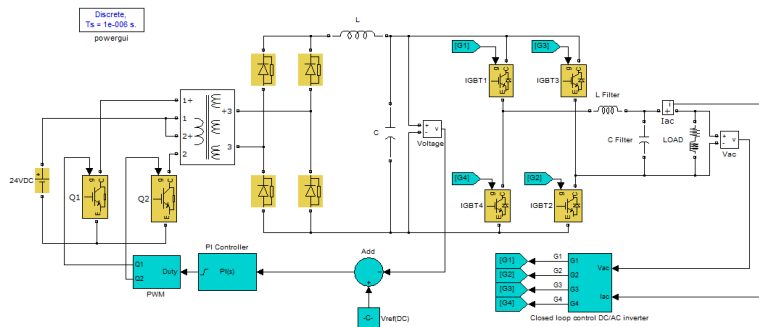 Discrete,
Ts = 1e-006 s.
powergui
L
[G1]
[G3]
IGBT1
IGBT3
g
C
E
g
C
E
1+
1
2+
2
+3
3
L Filter
i
+
-
Iac
C
+
-
v
Voltage
C Filter
LOAD
+
-
v
Vac
24VDC
Q1
g
C
E
Q2
g
C
E
[G4]
[G2]
IGBT4
IGBT2
g
C
E
g
C
E
Q1
Q2
Duty
PWM
PI Controller
PI(s)
Add
-C-
Vref(DC)
[G1]
[G2]
[G3]
[G4]
G1
G2
G3
G4
G1
G2
G3
G4
Vac
Iac
Closed loop control DC/AC inverter